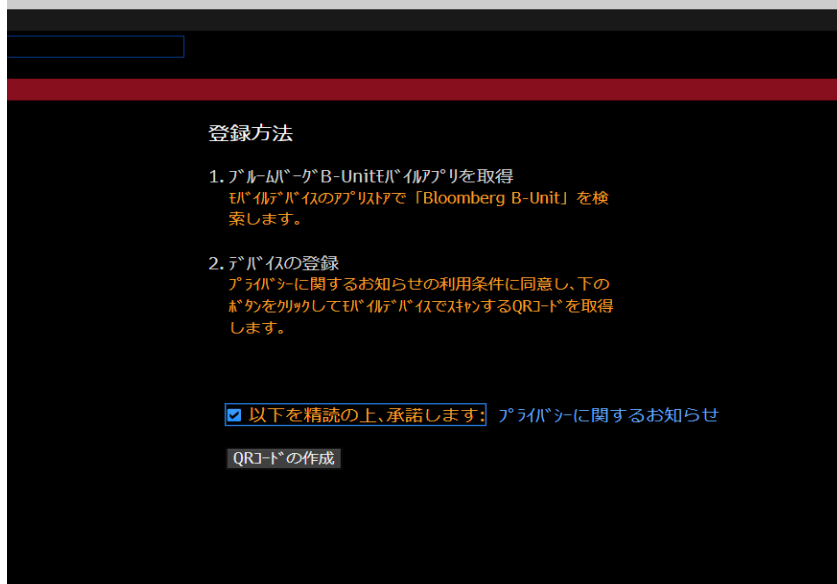 登録方法
1. ﾌﾞﾙｰﾑﾊﾞｰｸﾞB-Unitﾓﾊﾞｲﾙｱﾌﾟﾘを取得
ﾓﾊﾞｲﾙﾃﾞﾊﾞｲｽのｱﾌﾟﾘｽﾄｱで「Bloomberg B-Unit」を検
索します。
2. ﾃﾞﾊﾞｲｽの登録
ﾌﾟﾗｲﾊﾞｼｰに関するお知らせの利用条件に同意し、下の
ﾎﾞﾀﾝをｸﾘｯｸしてﾓﾊﾞｲﾙﾃﾞﾊﾞｲｽでｽｷｬﾝするQRｺｰﾄﾞを取得
します。
以下を精読の上、承諾します: ﾌﾟﾗｲﾊﾞｼｰに関するお知らせ
QRｺｰﾄﾞの作成